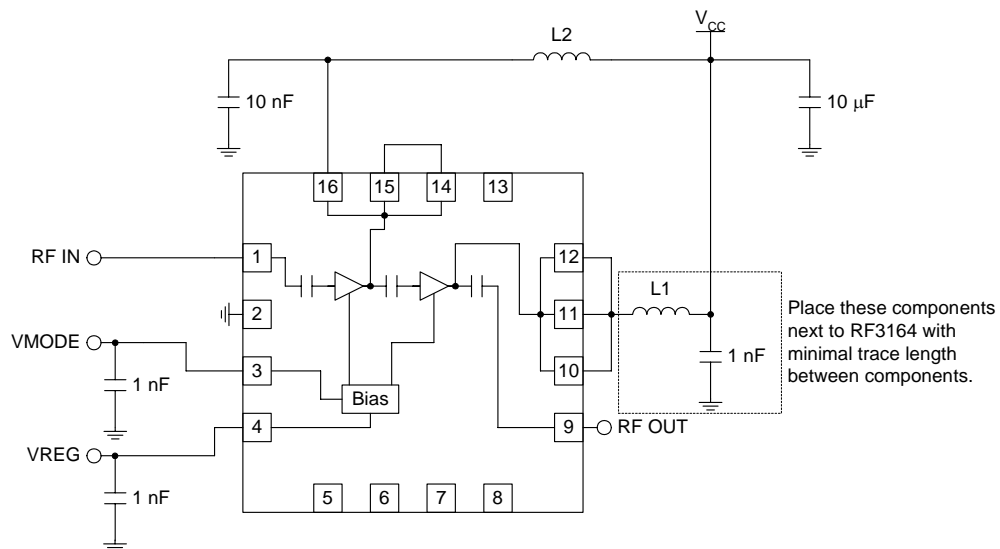 V_CC
L2
10 nF
10 µF
16 15 14 13
RF IN
1
12
2
11
L1
Place these components
next to RF3164 with
minimal trace length
between components.
VMODE
3
10
1 nF
1 nF
Bias
4
9
RF OUT
VREG
1 nF
5 6 7 8